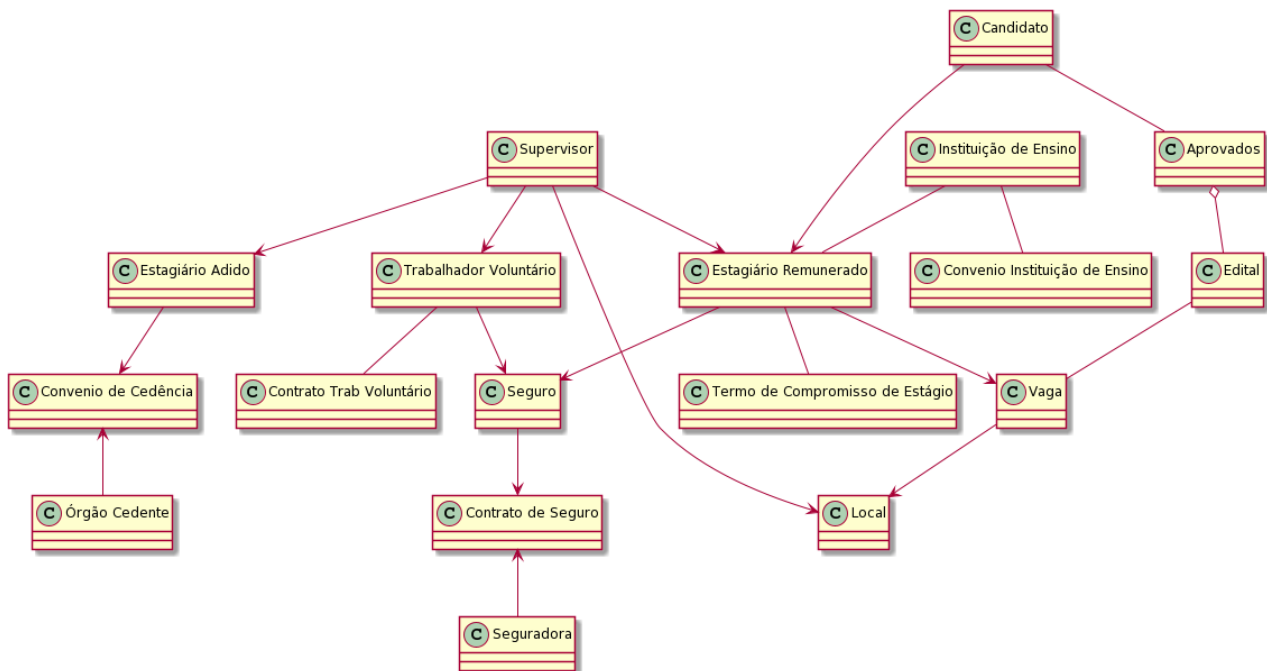 C Candidato
C Supervisor
C Instituição de Ensino
C Aprovados
C Estagiário Adido
C Trabalhador Voluntário
C Estagiário Remunerado
C Convenio Instituição de Ensino
C Edital
C Convenio de Cedência
C Contrato Trab Voluntário
C Seguro
C Termo de Compromisso de Estágio
C Vaga
C Órgão Cedente
C Contrato de Seguro
C Local
C Seguradora